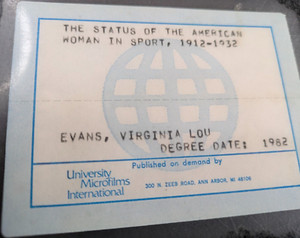 THE STATUS OF THE AMERICAN
WOMAN IN SPORT, 1912-1932
EVANS, VIRGINIA LOU
DEGREE DATE: 1982
Published on demand by
University
Microfilms
International
300 N. ZEEB ROAD, ANN ARBOR, MI 48106